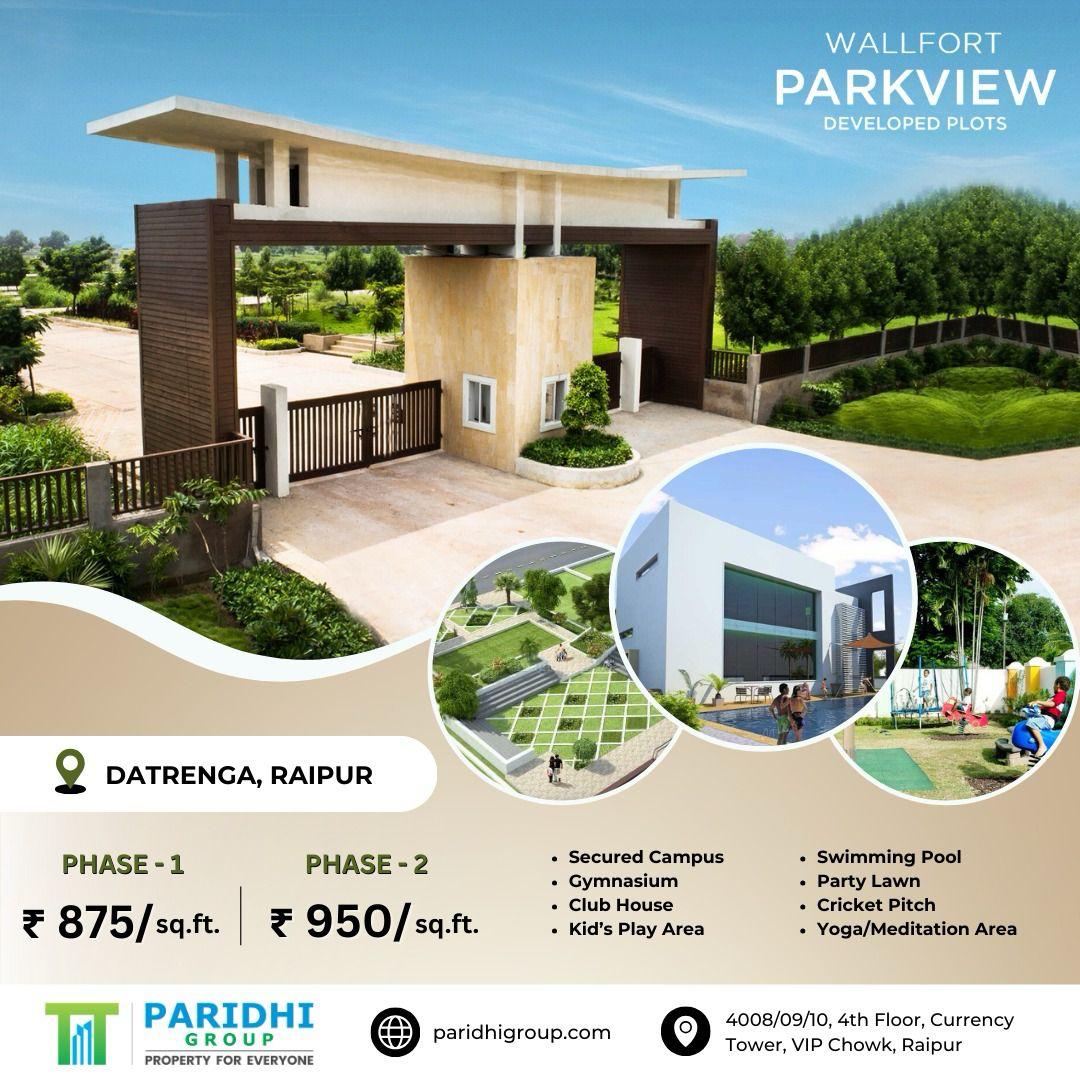 WALLFORT
PARKVIEW
DEVELOPED PLOTS
DATRENGA, RAIPUR
PHASE - 1
₹ 875/sq.ft.
PHASE - 2
₹ 950/sq.ft.
• Secured Campus
• Gymnasium
• Club House
• Kid's Play Area
• Swimming Pool
• Party Lawn
• Cricket Pitch
• Yoga/Meditation Area
PARIDHI
GROUP
PROPERTY FOR EVERYONE
paridhigroup.com
4008/09/10, 4th Floor, Currency
Tower, VIP Chowk, Raipur